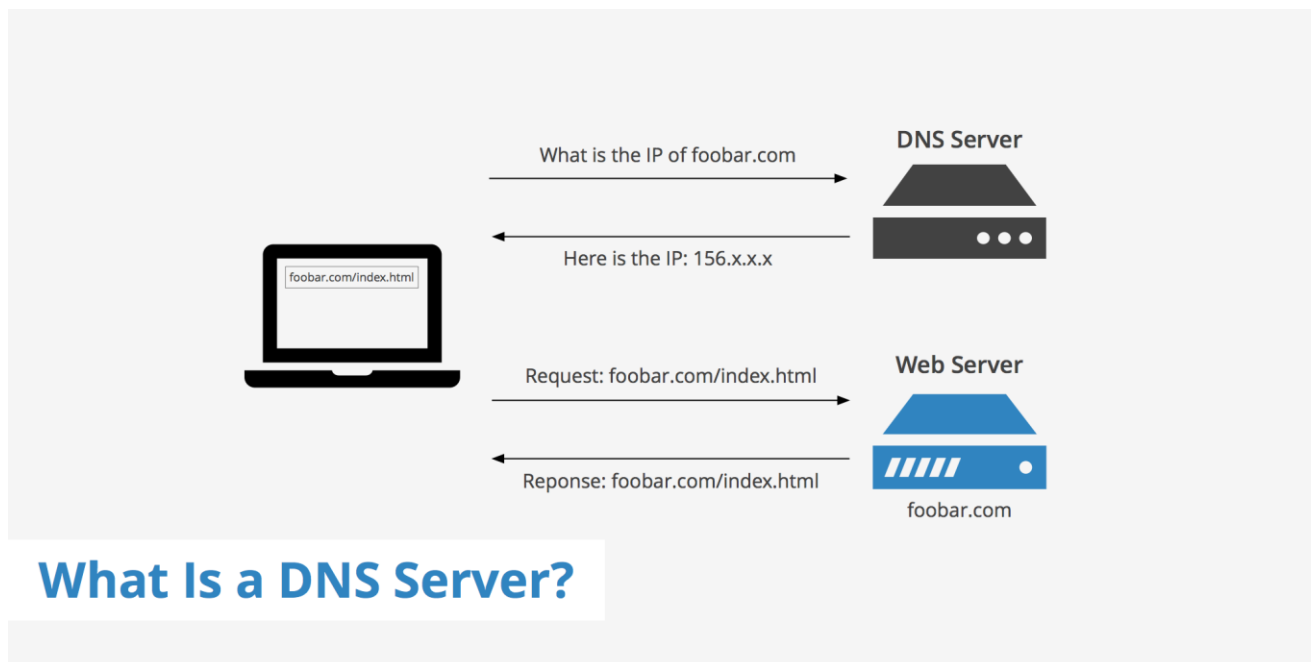 DNS Server
What is the IP of foobar.com
Here is the IP: 156.x.x.x
foobar.com/index.html
Web Server
Request: foobar.com/index.html
Reponse: foobar.com/index.html
foobar.com
What Is a DNS Server?